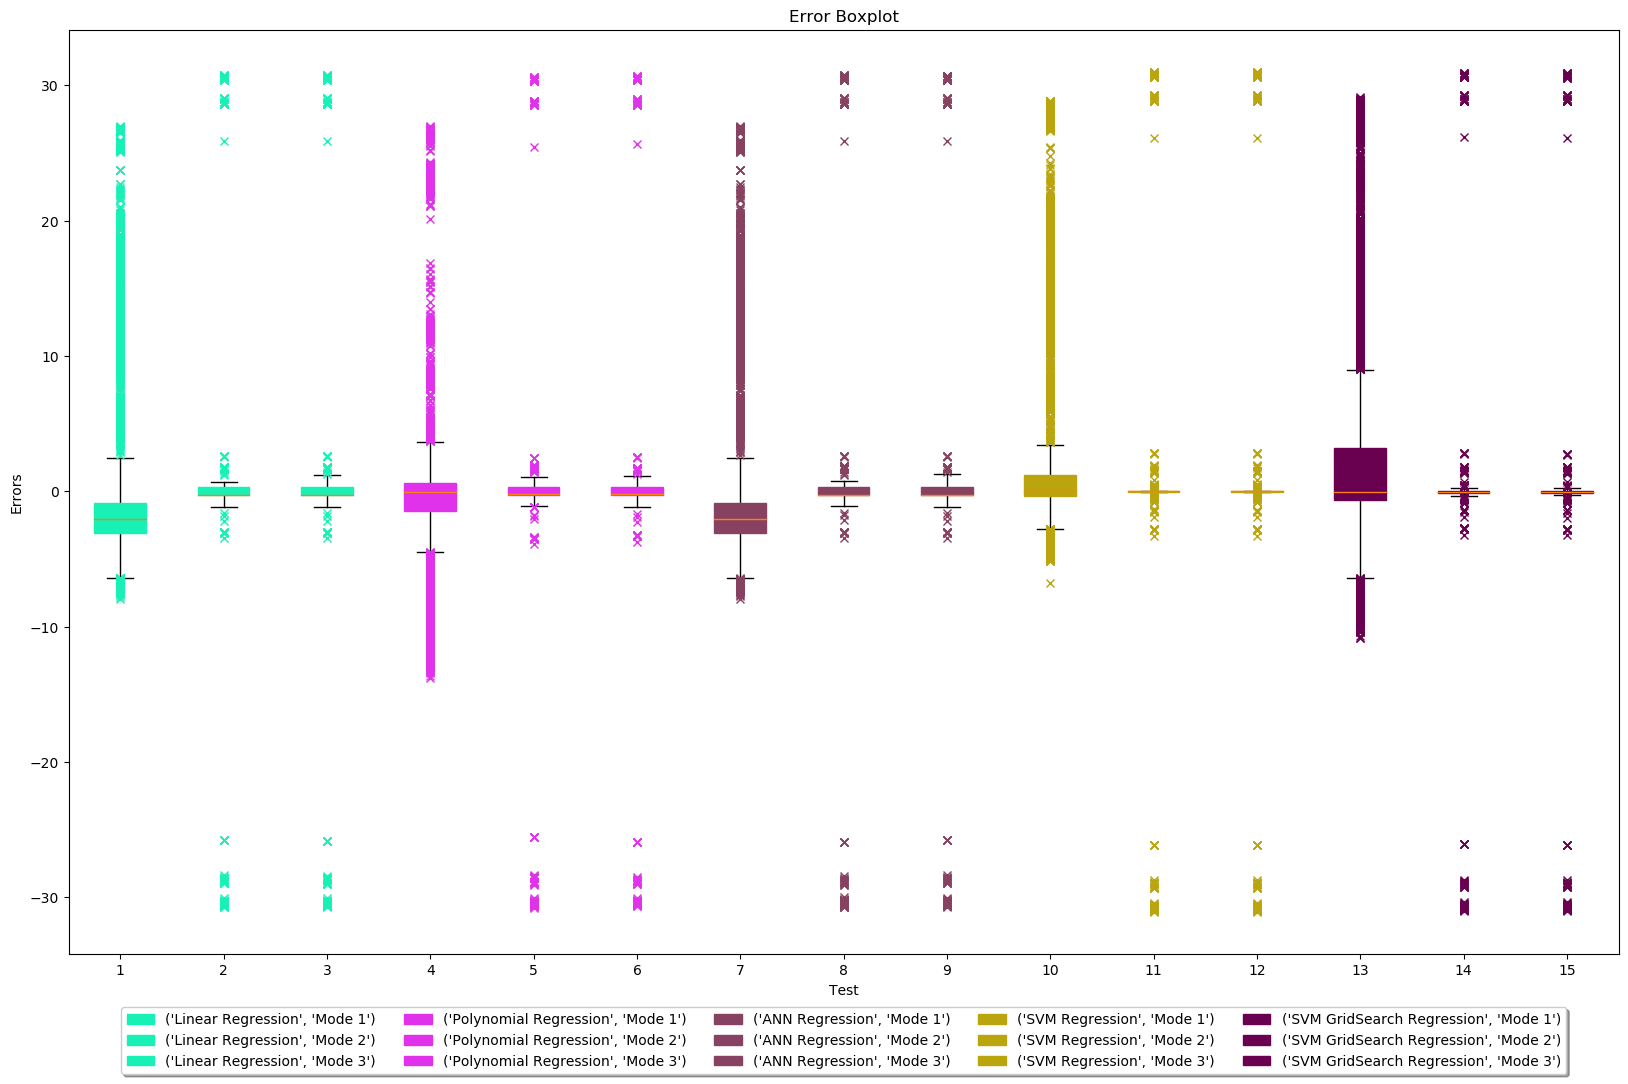 Error Boxplot
30
20
10
0
−10
−20
−30
Errors
1 2 3 4 5 6 7 8 9 10 11 12 13 14 15
Test
('Linear Regression', 'Mode 1') ('Polynomial Regression', 'Mode 1') ('ANN Regression', 'Mode 1') ('SVM Regression', 'Mode 1') ('SVM GridSearch Regression', 'Mode 1')
('Linear Regression', 'Mode 2') ('Polynomial Regression', 'Mode 2') ('ANN Regression', 'Mode 2') ('SVM Regression', 'Mode 2') ('SVM GridSearch Regression', 'Mode 2')
('Linear Regression', 'Mode 3') ('Polynomial Regression', 'Mode 3') ('ANN Regression', 'Mode 3') ('SVM Regression', 'Mode 3') ('SVM GridSearch Regression', 'Mode 3')